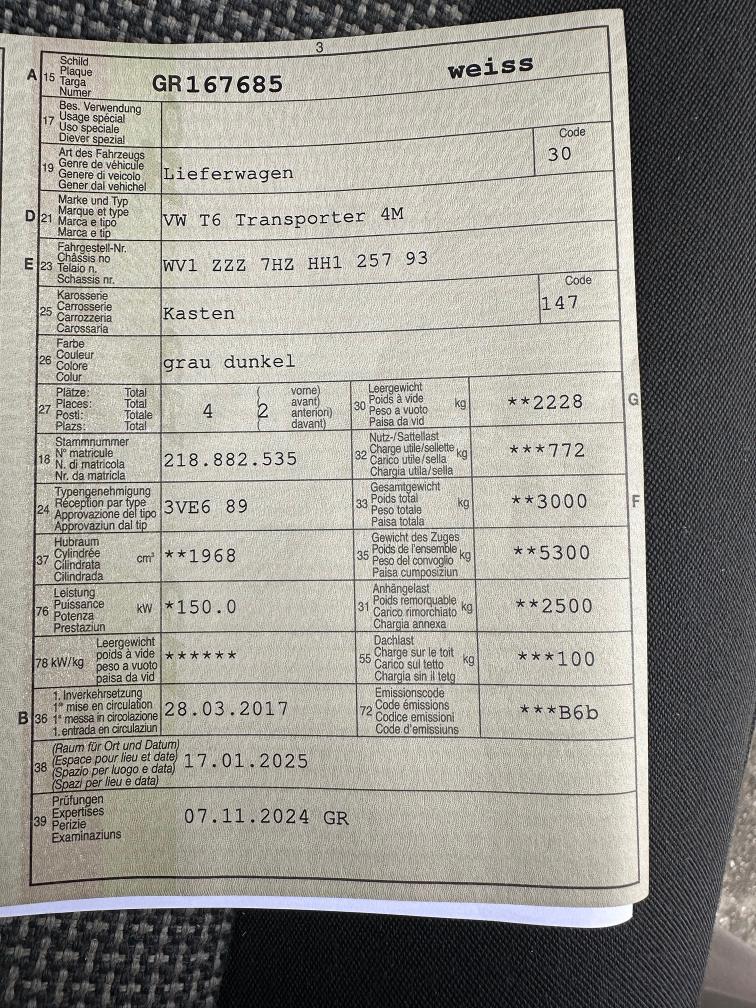 3
A 15 Schild
Plaque
Targa
Numer
GR 167685 weiss
17 Bes. Verwendung
Usage spécial
Uso speciale
Diever spezial
19 Art des Fahrzeugs
Genre de véhicule
Genere di veicolo
Gener dal vehichel
Lieferwagen
Code
30
D 21 Marke und Typ
Marque et type
Marca e tipo
Marca e tip
VW T6 Transporter 4M
E 23 Fahrgestell-Nr.
Châssis no
Telaio n.
Schassis nr.
WV1 ZZZ 7HZ HH1 257 93
25 Karosserie
Carrosserie
Carrozzeria
Carossaria
Kasten
Code
147
26 Farbe
Couleur
Colore
Colur
grau dunkel
27 Plätze: Total
Places: Total
Posti: Totale
Plazs: Total
4 ( 2 vorne)
avant)
anteriori)
davant)
30 Leergewicht
Poids à vide
Peso a vuoto
Paisa da vid
kg **2228 G
18 Stammnummer
N° matricule
N. di matricola
Nr. da matricla
218.882.535
32 Nutz-/Sattellast
Charge utile/sellette
Carico utile/sella
Chargia utila/sella
kg ***772
24 Typengenehmigung
Réception par type
Approvazione del tipo
Approvaziun dal tip
3VE6 89
33 Gesamtgewicht
Poids total
Peso totale
Paisa totala
kg **3000 F
37 Hubraum
Cylindrée
Cilindrata
Cilindrada
cm³ **1968
35 Gewicht des Zuges
Poids de l'ensemble
Peso del convoglio
Paisa cumposiziun
kg **5300
76 Leistung
Puissance
Potenza
Prestaziun
kW *150.0
31 Anhängelast
Poids remorquable
Carico rimorchiato
Chargia annexa
kg **2500
78 kW/kg Leergewicht
poids à vide
peso a vuoto
paisa da vid
******
55 Dachlast
Charge sur le toit
Carico sul tetto
Chargia sin il tetg
kg ***100
B 36 1. Inverkehrsetzung
1re mise en circulation
1a messa in circolazione
1. entrada en circulaziun
28.03.2017
72 Emissionscode
Code émissions
Codice emissioni
Code d'emissiuns
***B6b
38 (Raum für Ort und Datum)
(Espace pour lieu et date)
(Spazio per luogo e data)
(Spazi per lieu e data)
17.01.2025
39 Prüfungen
Expertises
Perizie
Examinaziuns
07.11.2024 GR